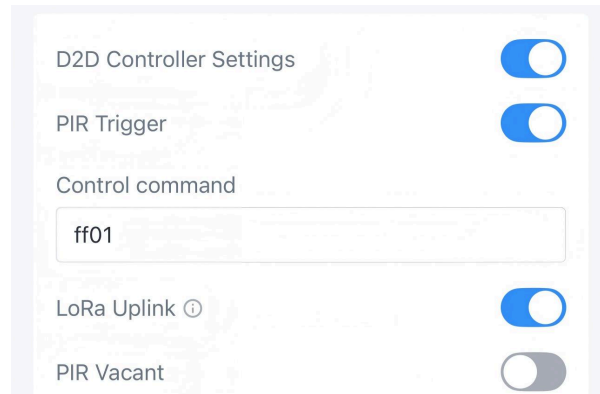 D2D Controller Settings
PIR Trigger
Control command
ff01
LoRa Uplink ⓘ
PIR Vacant